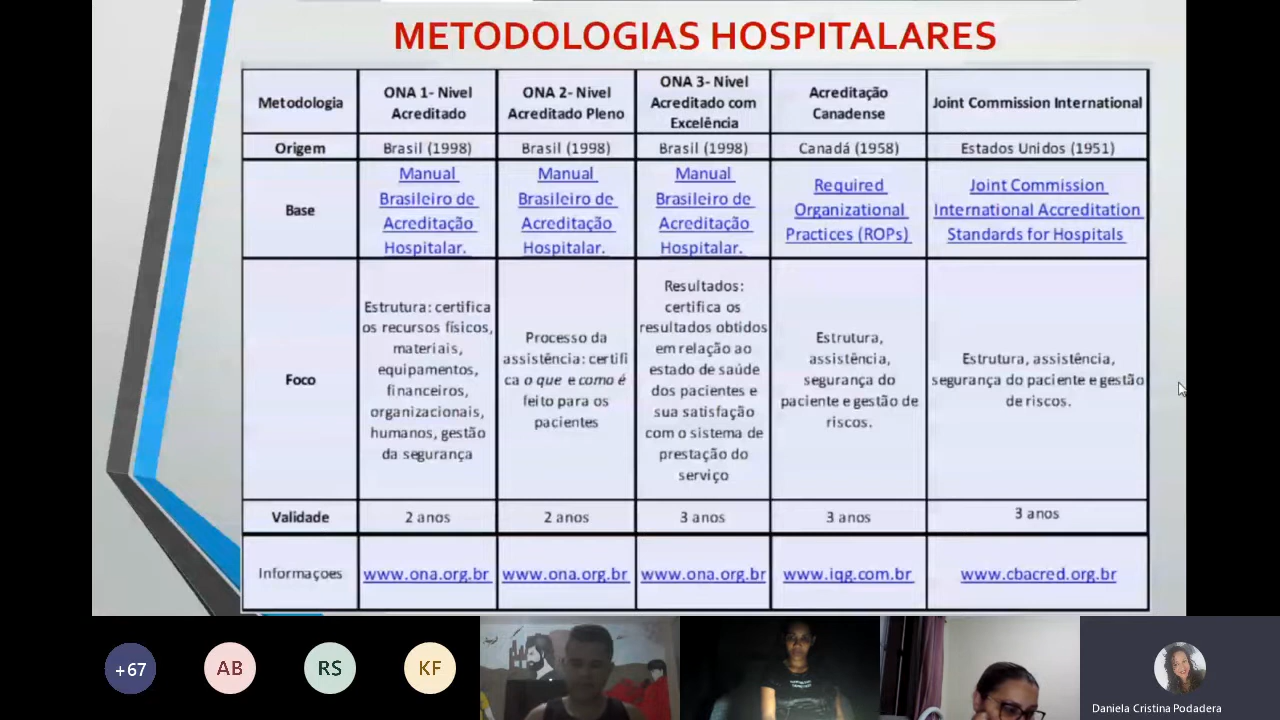 METODOLOGIAS HOSPITALARES
Metodologia
ONA 1- Nivel
Acreditado
ONA 2- Nivel
Acreditado Pleno
ONA 3- Nivel
Acreditado com
Excelência
Acreditação
Canadense
Joint Commission International
Origem
Brasil (1998)
Brasil (1998)
Brasil (1998)
Canadá (1958)
Estados Unidos (1951)
Base
Manual
Brasileiro de
Acreditação
Hospitalar.
Manual
Brasileiro de
Acreditação
Hospitalar.
Manual
Brasileiro de
Acreditação
Hospitalar.
Required
Organizational
Practices (ROPs)
Joint Commission
International Accreditation
Standards for Hospitals
Foco
Estrutura: certifica
os recursos físicos,
materiais,
equipamentos,
financeiros,
organizacionais,
humanos, gestão
da segurança
Processo da
assistência: certifi
ca o que e como é
feito para os
pacientes
Resultados:
certifica os
resultados obtidos
em relação ao
estado de saúde
dos pacientes e
sua satisfação
com o sistema de
prestação do
serviço
Estrutura,
assistência,
segurança do
paciente e gestão de
riscos.
Estrutura, assistência,
segurança do paciente e gestão
de riscos.
Validade
2 anos
2 anos
3 anos
3 anos
3 anos
Informaçoes
www.ona.org.br
www.ona.org.br
www.ona.org.br
www.iqg.com.br
www.cbacred.org.br
+67
AB
RS
KF
Daniela Cristina Podadera